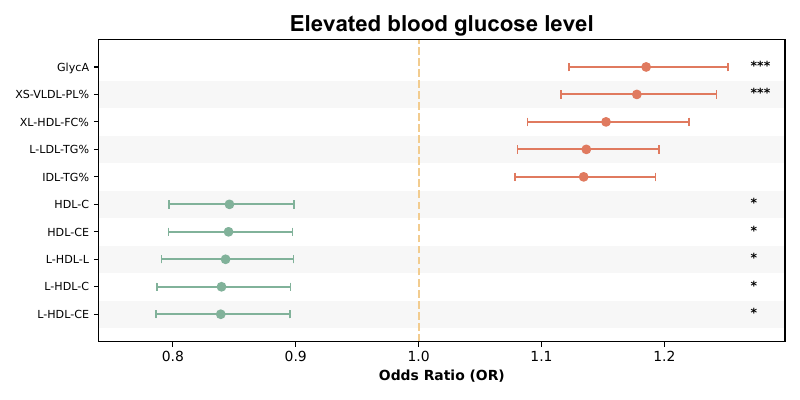 Elevated blood glucose level
GlycA
***
XS-VLDL-PL%
***
XL-HDL-FC%
L-LDL-TG%
IDL-TG%
HDL-C
*
HDL-CE
*
L-HDL-L
*
L-HDL-C
*
L-HDL-CE
*
0.8 0.9 1.0 1.1 1.2
Odds Ratio (OR)